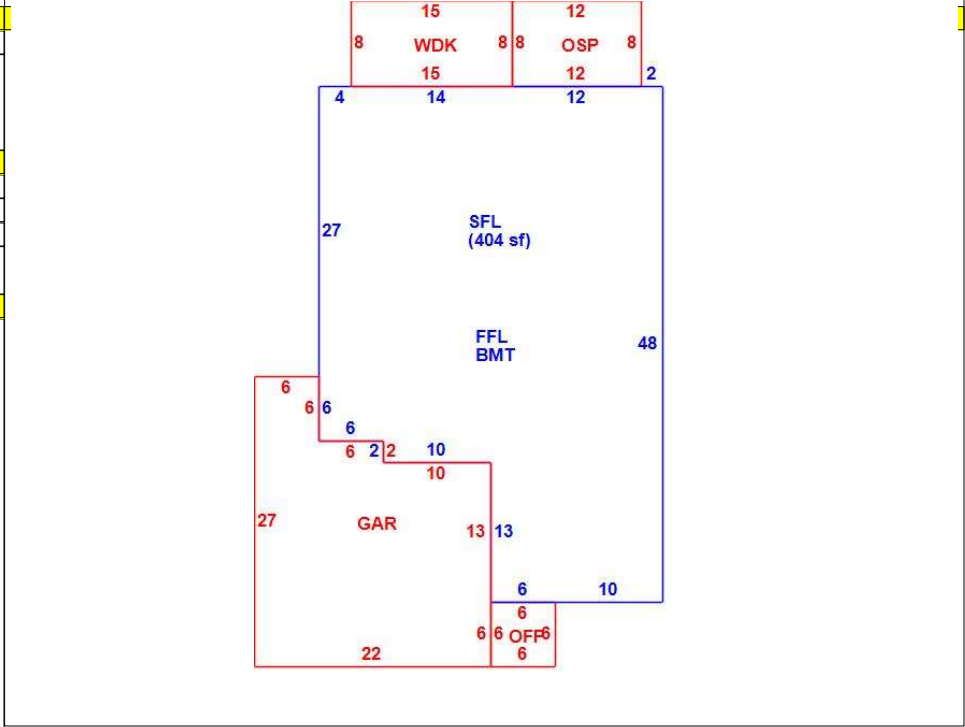 15 12
8 WDK 8 8 OSP 8
15 12 2
4 14 12
27
SFL
(404 sf)
FFL
BMT
48
6
6 6
6
6 2 2 10
10
27 GAR 13 13
6 10
6
6 6 OFP 6
22 6